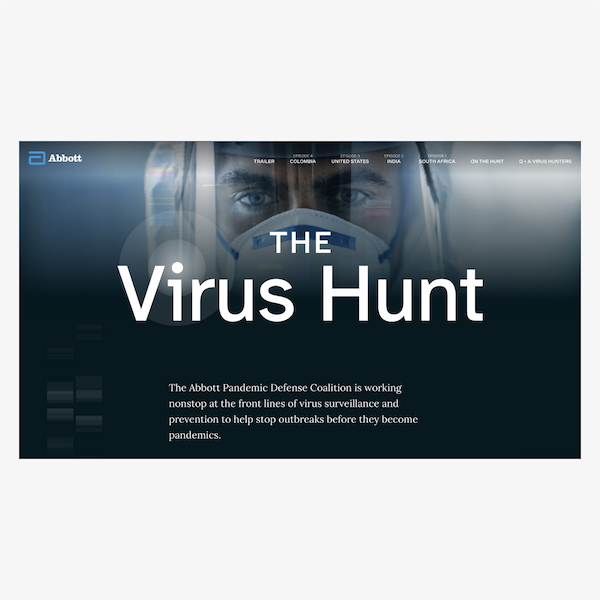 Abbott
TRAILER
EPISODE 4
COLOMBIA
EPISODE 3
UNITED STATES
EPISODE 2
INDIA
EPISODE 1
SOUTH AFRICA
ON THE HUNT
Q + A VIRUS HUNTERS
THE
Virus Hunt
The Abbott Pandemic Defense Coalition is working
nonstop at the front lines of virus surveillance and
prevention to help stop outbreaks before they become
pandemics.